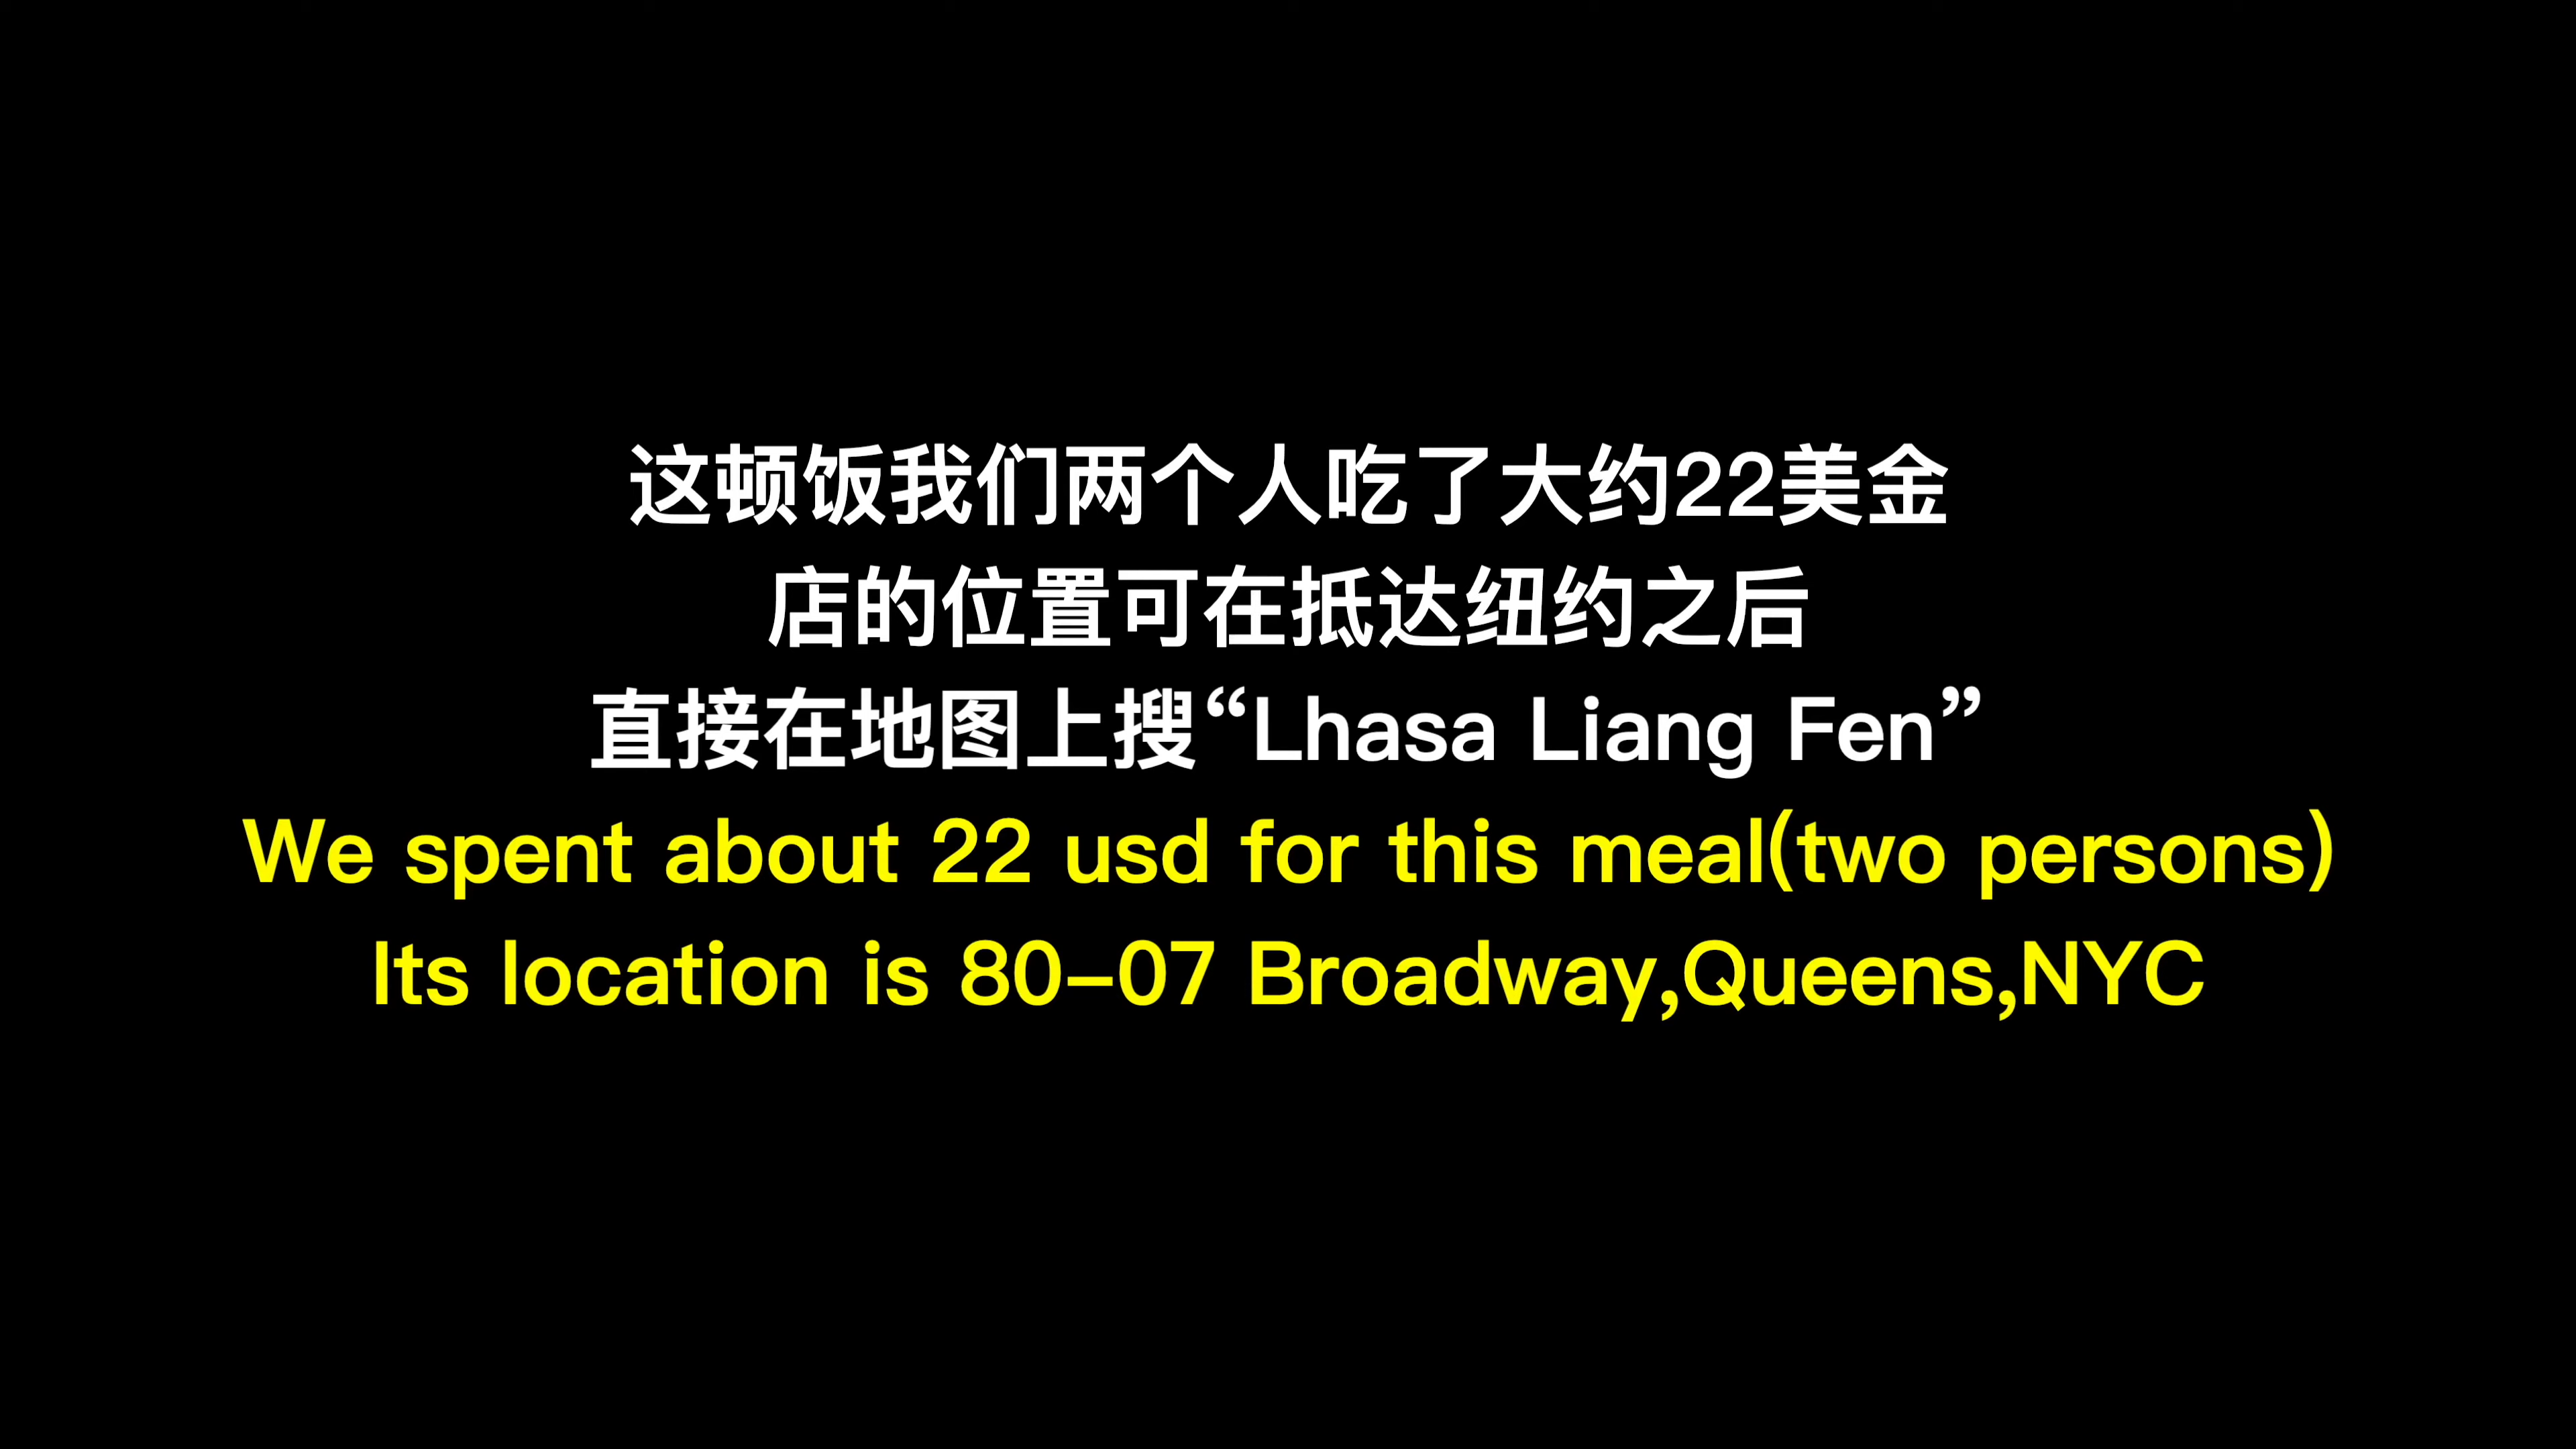 这顿饭我们两个人吃了大约22美金
店的位置可在抵达纽约之后
直接在地图上搜“Lhasa Liang Fen”
We spent about 22 usd for this meal(two persons)
Its location is 80-07 Broadway,Queens,NYC